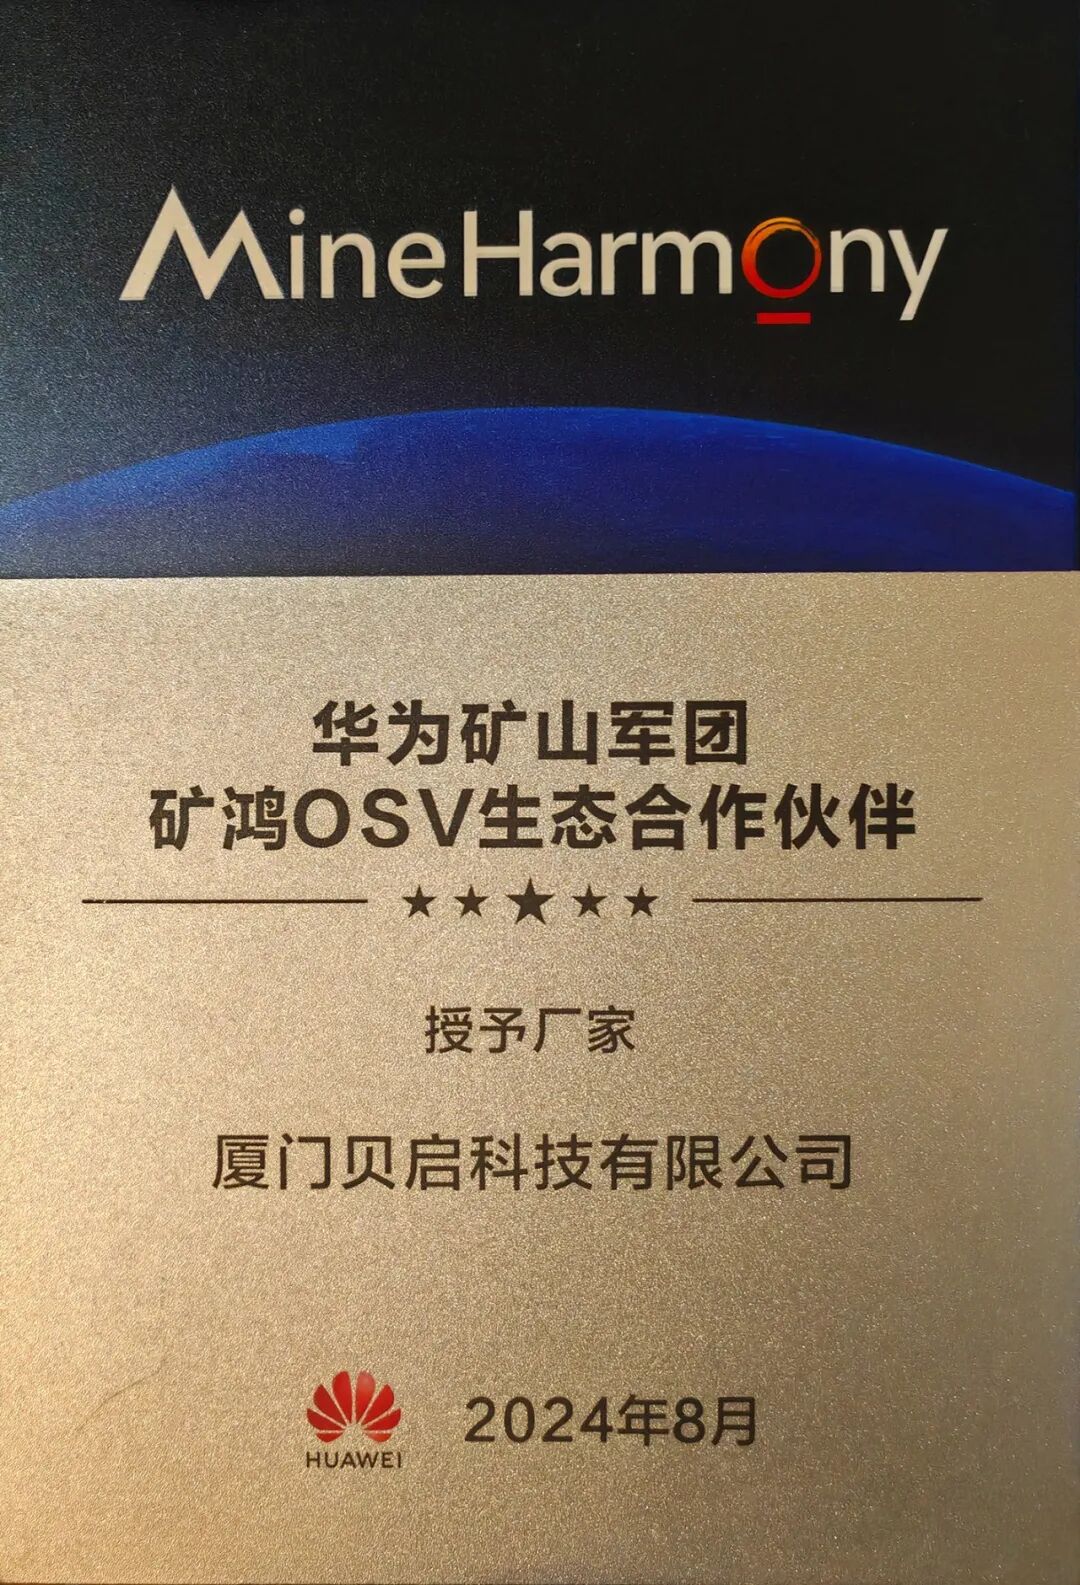 MineHarmony
华为矿山军团
矿鸿OSV生态合作伙伴
授予厂家
厦门贝启科技有限公司
HUAWEI
2024年8月